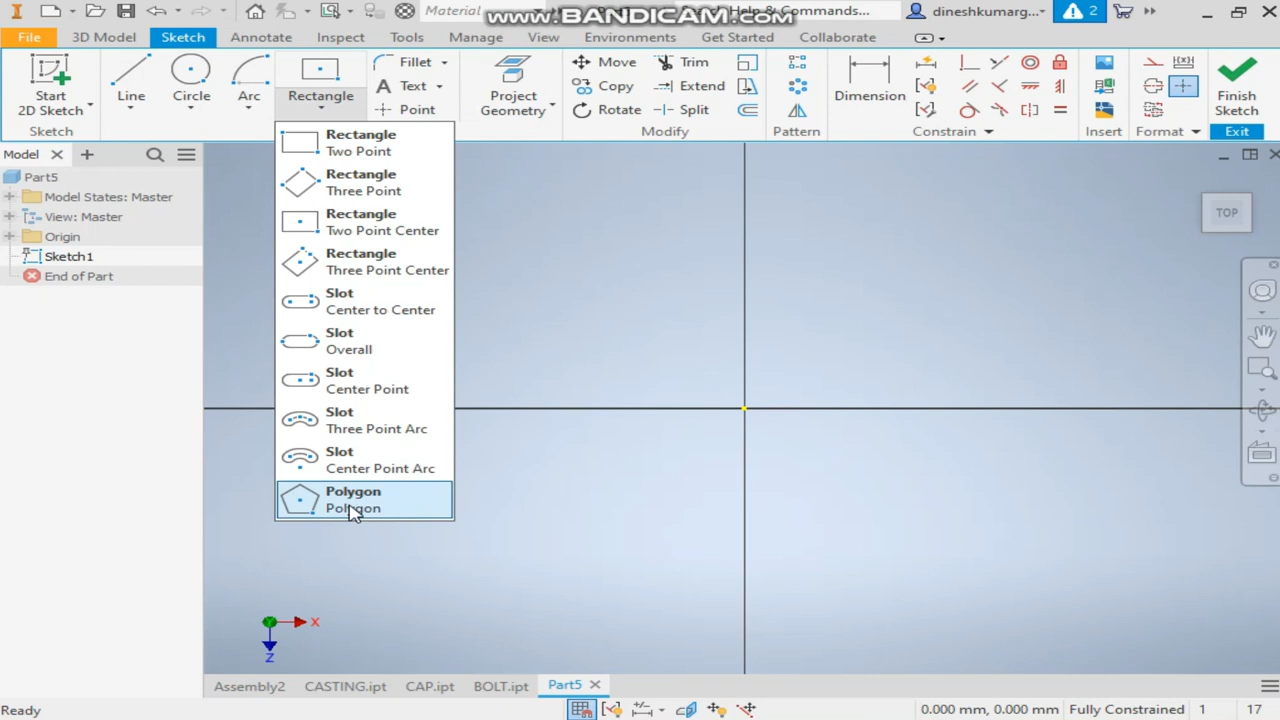 Material
www.BANDICAM.com
Help & Commands...
dineshkumarg...
2
File
3D Model
Sketch
Annotate
Inspect
Tools
Manage
View
Environments
Get Started
Collaborate
Start
2D Sketch
Line
Circle
Arc
Rectangle
Fillet
Text
Point
Project
Geometry
Move
Copy
Rotate
Trim
Extend
Split
Dimension
Finish
Sketch
Sketch
Modify
Pattern
Constrain
Insert
Format
Exit
Model
Part5
Model States: Master
View: Master
Origin
Sketch1
End of Part
Rectangle
Two Point
Rectangle
Three Point
Rectangle
Two Point Center
Rectangle
Three Point Center
Slot
Center to Center
Slot
Overall
Slot
Center Point
Slot
Three Point Arc
Slot
Center Point Arc
Polygon
Polygon
TOP
X
Z
Assembly2
CASTING.ipt
CAP.ipt
BOLT.ipt
Part5
Ready
0.000 mm, 0.000 mm
Fully Constrained
1
17